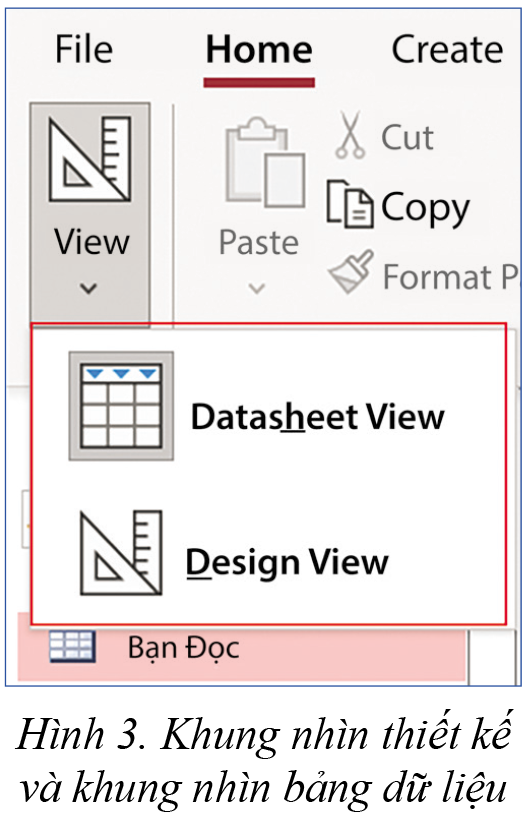 File Home Create
Cut
View Paste Copy
Format P
Datasheet View
Design View
Bạn Đọc
Hình 3. Khung nhìn thiết kế
và khung nhìn bảng dữ liệu